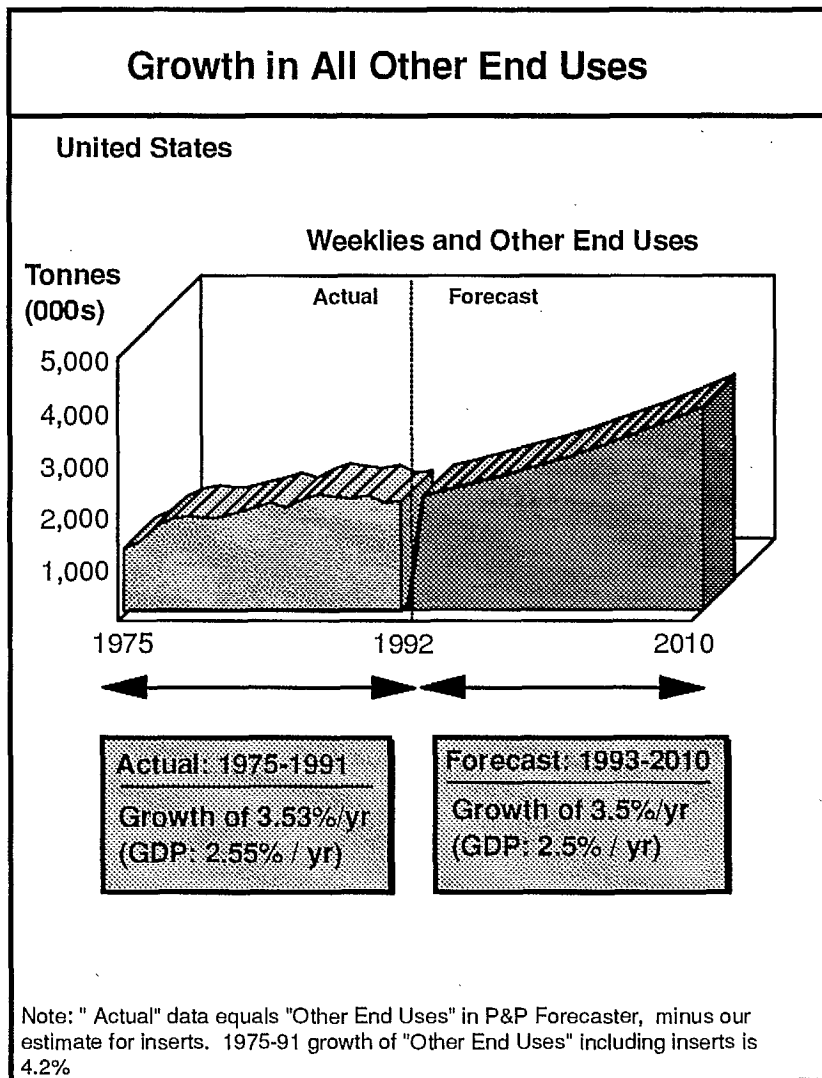 Growth in All Other End Uses
United States
Weeklies and Other End Uses
Tonnes
(000s)
Actual
Forecast
5,000
4,000
3,000
2,000
1,000
1975
1992
2010
Actual: 1975-1991
Growth of 3.53%/yr
(GDP: 2.55% / yr)
Forecast: 1993-2010
Growth of 3.5%/yr
(GDP: 2.5% / yr)
Note: " Actual" data equals "Other End Uses" in P&P Forecaster, minus our
estimate for inserts. 1975-91 growth of "Other End Uses" including inserts is
4.2%